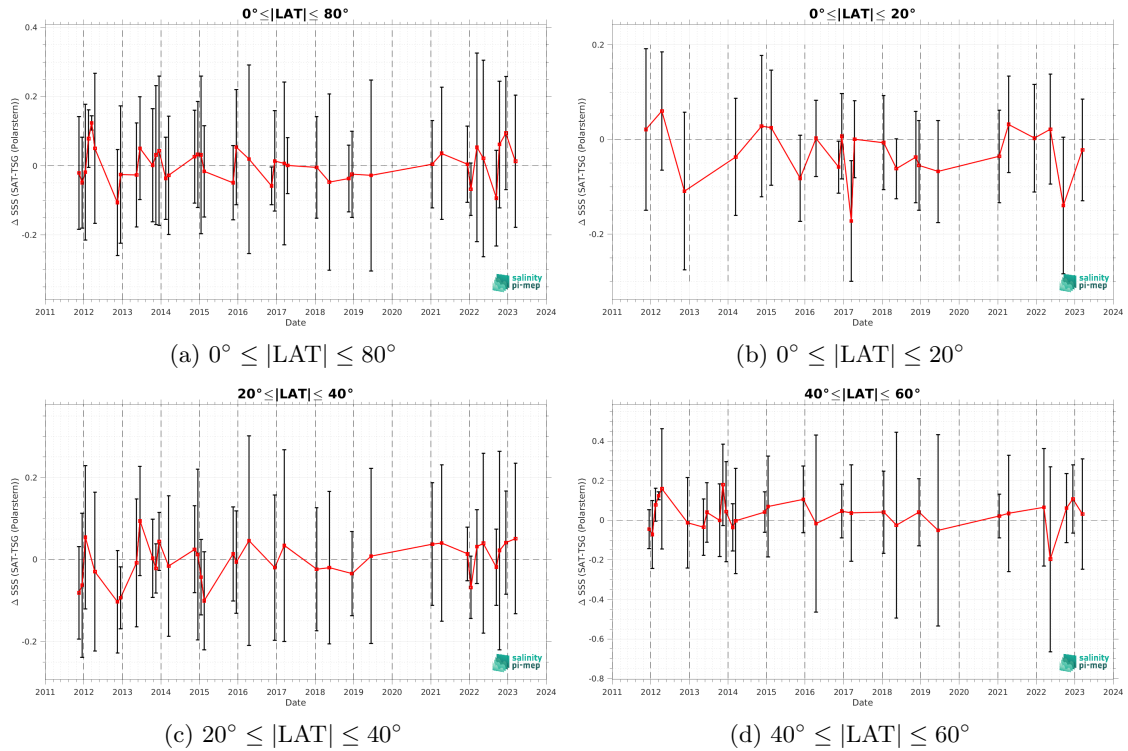 0°≤|LAT|≤ 80°
0.4
0.2
0
-0.2
Δ SSS (SAT-TSG (Polarstern))
2011 2012 2013 2014 2015 2016 2017 2018 2019 2020 2021 2022 2023 2024
Date
salinity
pi-mep
(a) 0° ≤ |LAT| ≤ 80°
0°≤|LAT|≤ 20°
0.2
0
-0.2
Δ SSS (SAT-TSG (Polarstern))
2011 2012 2013 2014 2015 2016 2017 2018 2019 2020 2021 2022 2023 2024
Date
salinity
pi-mep
(b) 0° ≤ |LAT| ≤ 20°
20°≤|LAT|≤ 40°
0.2
0
-0.2
Δ SSS (SAT-TSG (Polarstern))
2011 2012 2013 2014 2015 2016 2017 2018 2019 2020 2021 2022 2023 2024
Date
salinity
pi-mep
(c) 20° ≤ |LAT| ≤ 40°
40°≤|LAT|≤ 60°
0.4
0.2
0
-0.2
-0.4
-0.6
-0.8
Δ SSS (SAT-TSG (Polarstern))
2011 2012 2013 2014 2015 2016 2017 2018 2019 2020 2021 2022 2023 2024
Date
salinity
pi-mep
(d) 40° ≤ |LAT| ≤ 60°